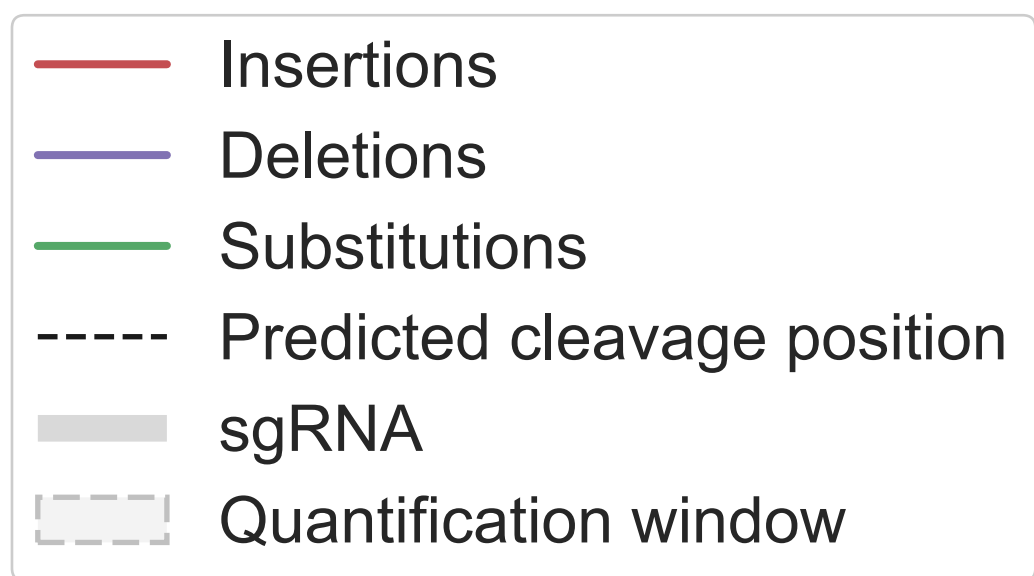 Insertions
Deletions
Substitutions
Predicted cleavage position
sgRNA
Quantification window